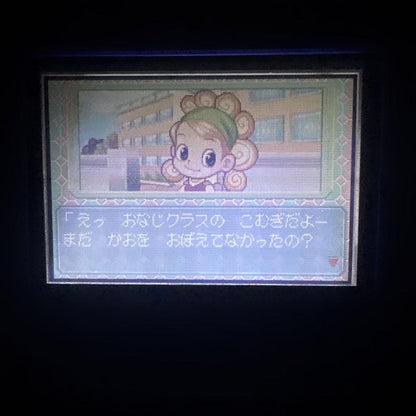 「えっ おなじクラスの こむぎだよー
まだ かおを おぼえてなかったの?